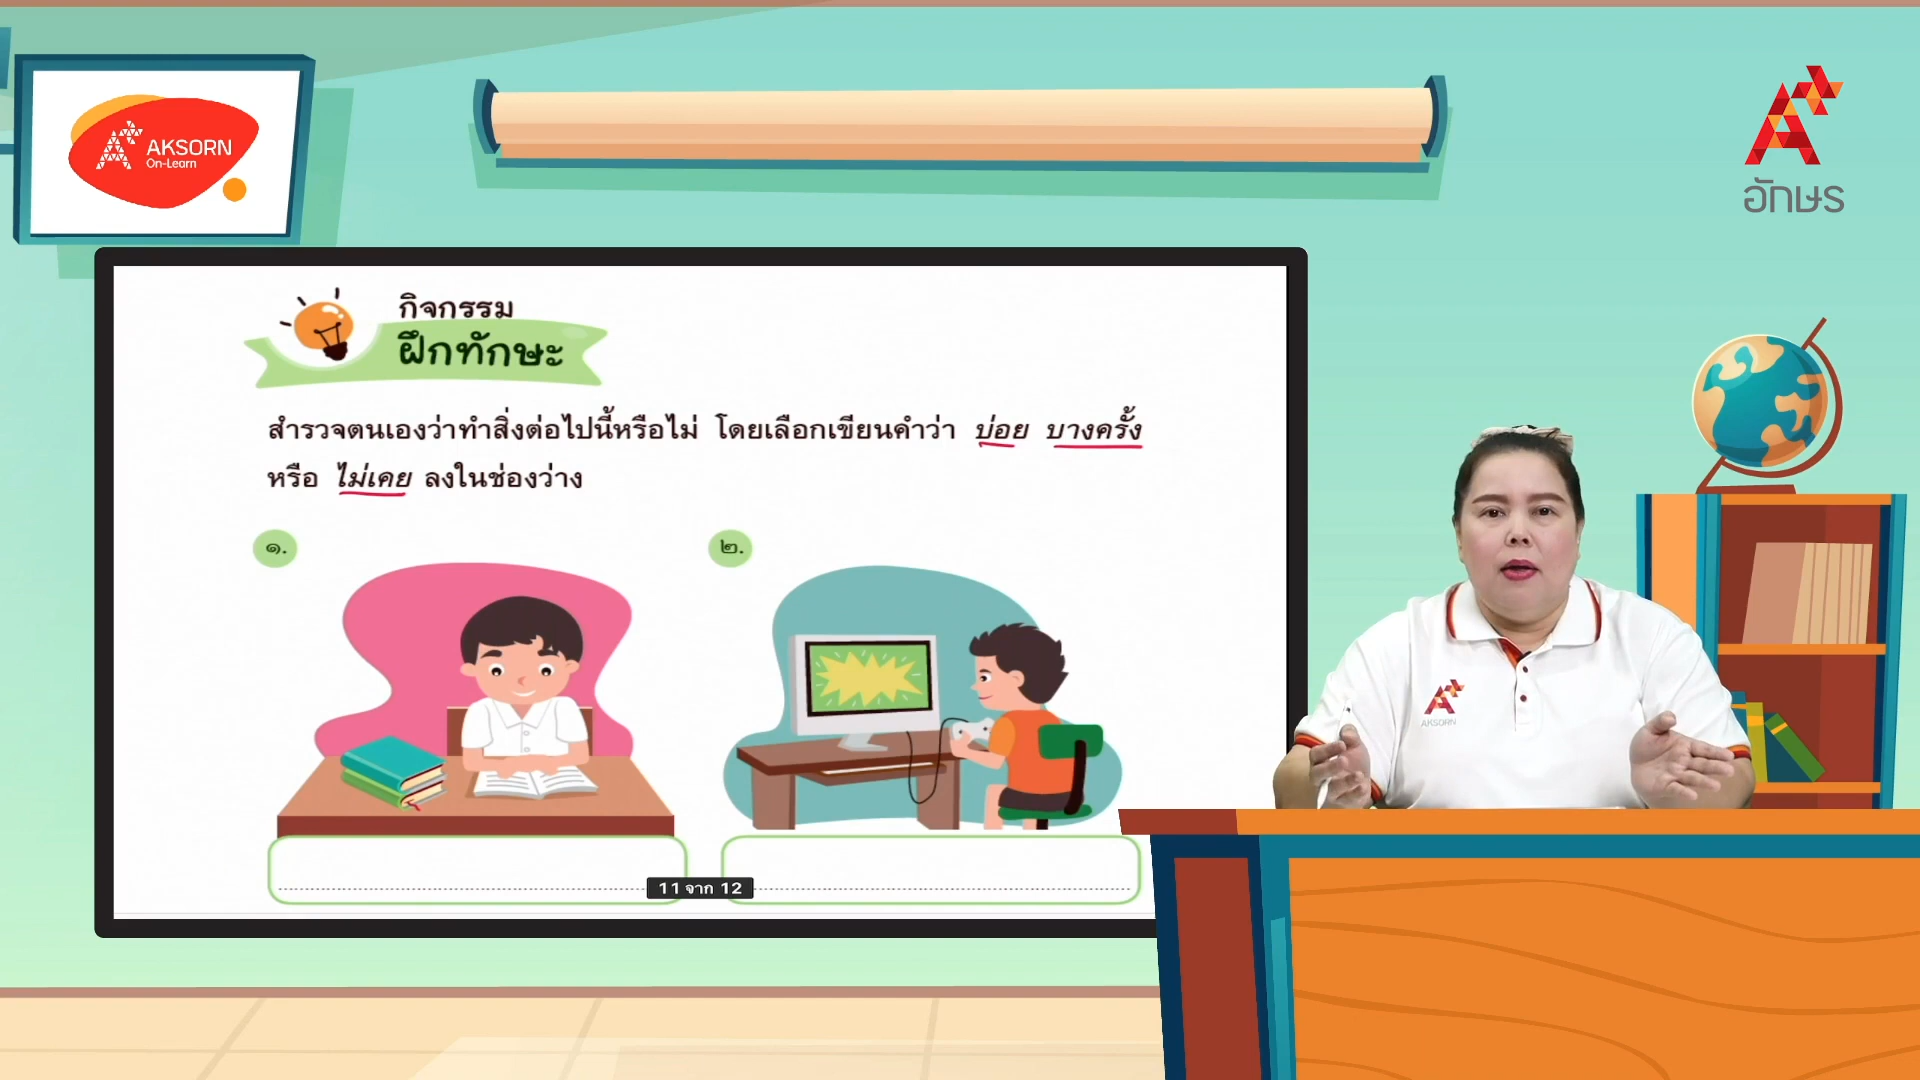 AKSORN
On-Learn
อักษร
กิจกรรม
ฝึกทักษะ
สำรวจตนเองว่าทำสิ่งต่อไปนี้หรือไม่ โดยเลือกเขียนคำว่า บ่อย บางครั้ง
หรือ ไม่เคย ลงในช่องว่าง
๑.
๒.
11 จาก 12
AKSORN